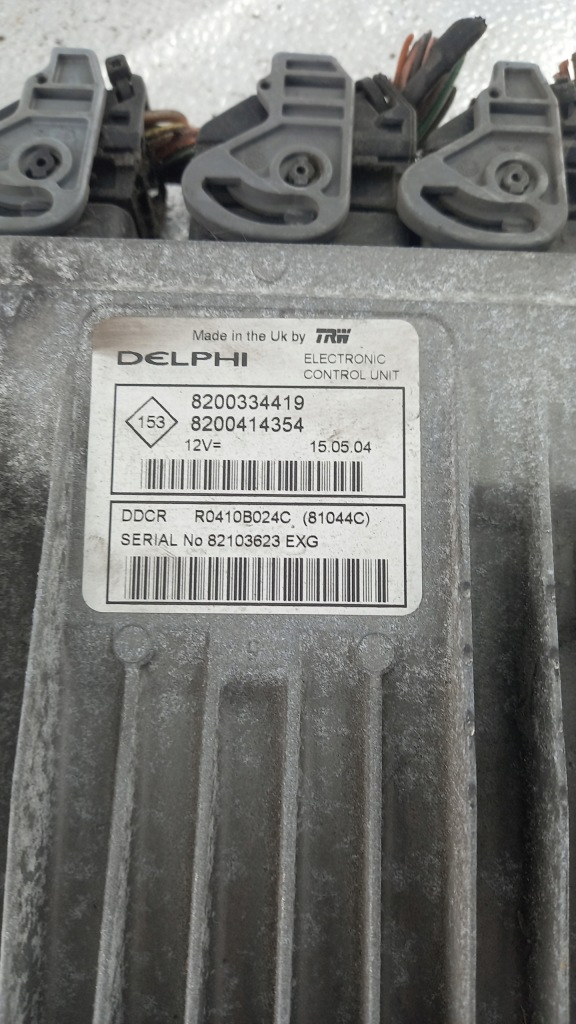 Made in the Uk by TRW
DELPHI
ELECTRONIC
CONTROL UNIT
153
8200334419
8200414354
12V=
15.05.04
DDCR R0410B024C (81044C)
SERIAL No 82103623 EXG